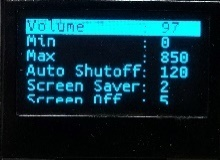 Volume : 97
Min : 0
Max : 850
Auto Shutoff: 120
Screen Saver: 2
Screen Off : 5